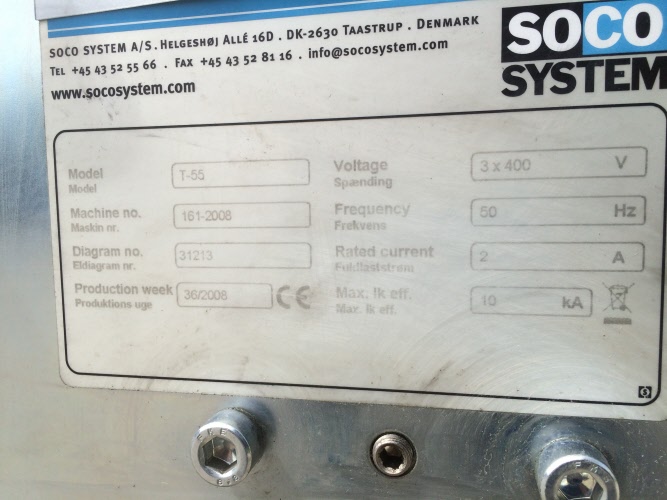 SOCO SYSTEM A/S . HELGESHØJ ALLÉ 16D . DK-2630 TAASTRUP . DENMARK
TEL +45 43 52 55 66 . FAX +45 43 52 81 16 . info@socosystem.com
www.socosystem.com
SOCO
SYSTEM
Model T-55
Model
Machine no. 161-2008
Maskin nr.
Diagram no. 31213
Eldiagram nr.
Production week 36/2008 CE
Produktions uge
Voltage 3 x 400 V
Spænding
Frequency 50 Hz
Frekvens
Rated current 2 A
Fuldlaststrøm
Max. Ik eff. 10 kA
Max. Ik eff.